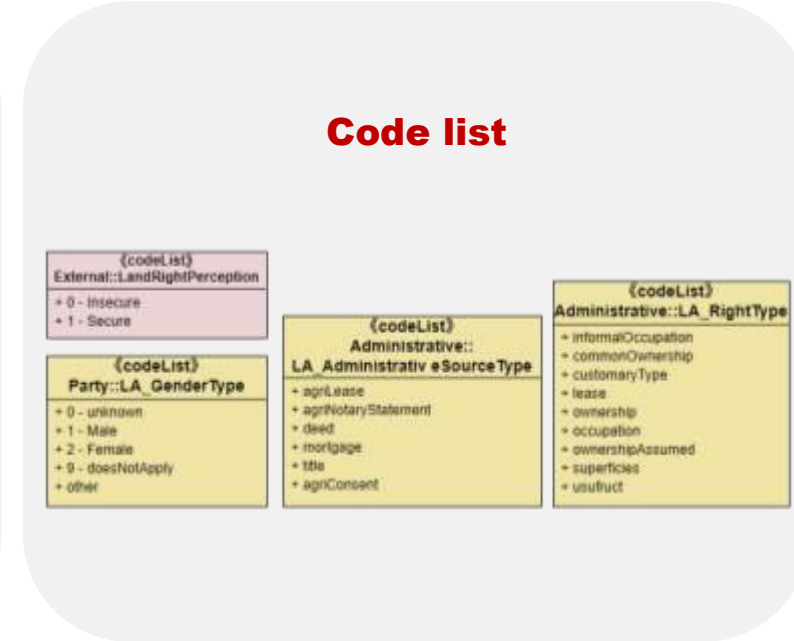 Code list
《codeList》
External::LandRightPerception
+ 0 - Insecure
+ 1 - Secure
《codeList》
Party::LA_GenderType
+ 0 - unknown
+ 1 - Male
+ 2 - Female
+ 9 - doesNotApply
+ other
《codeList》
Administrative::
LA_Administrativ eSourceType
+ agriLease
+ agriNotaryStatement
+ deed
+ mortgage
+ title
+ agriConsent
《codeList》
Administrative::LA_RightType
+ informalOccupation
+ commonOwnership
+ customaryType
+ lease
+ ownership
+ occupation
+ ownershipAssumed
+ superficies
+ usufruct